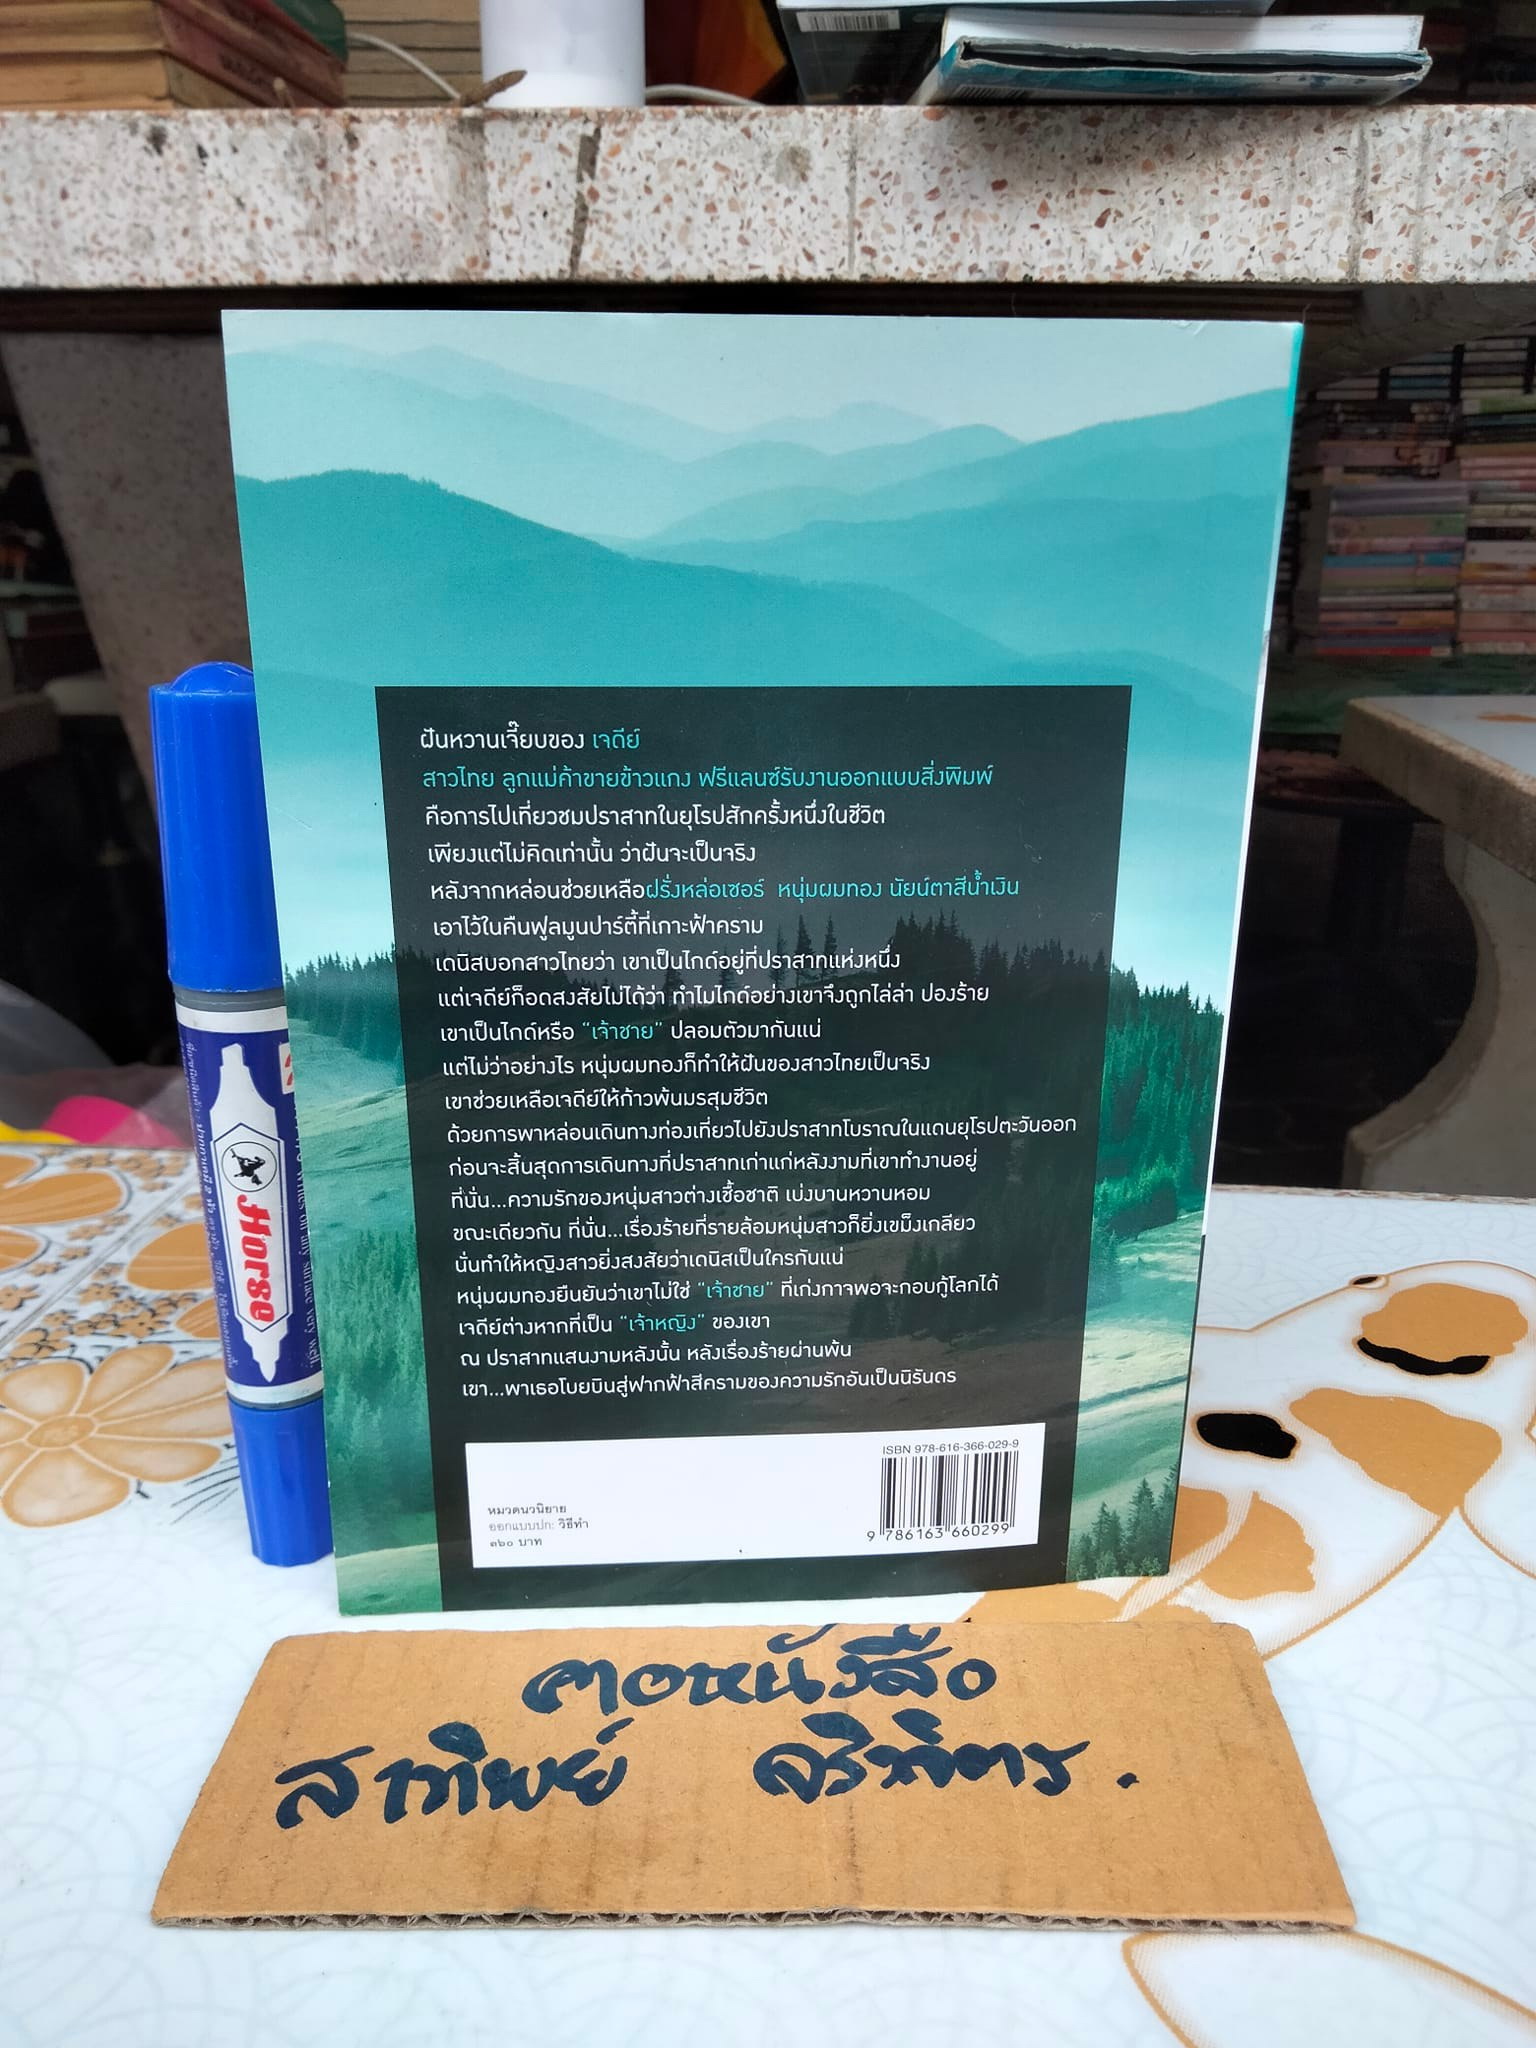 ฝันหวานเจี๊ยบของ เจดีย์
สาวไทย ลูกแม่ค้าขายข้าวแกง ฟรีแลนซ์รับงานออกแบบสิ่งพิมพ์
คือการไปเที่ยวชมปราสาทในยุโรปสักครั้งหนึ่งในชีวิต
เพียงแต่ไม่คิดเท่านั้น ว่าฝันจะเป็นจริง
หลังจากหล่อนช่วยเหลือฝรั่งหล่อเซอร์ หนุ่มผมทอง นัยน์ตาสีน้ำเงิน
เอาไว้ในคืนฟูลมูนปาร์ตี้ที่เกาะฟ้าคราม
เดนิสบอกสาวไทยว่า เขาเป็นไกด์อยู่ที่ปราสาทแห่งหนึ่ง
แต่เจดีย์ก็อดสงสัยไม่ได้ว่า ทำไมไกด์อย่างเขาจึงถูกไล่ล่า ปองร้าย
เขาเป็นไกด์หรือ “เจ้าชาย” ปลอมตัวมากันแน่
แต่ไม่ว่าอย่างไร หนุ่มผมทองก็ทำให้ฝันของสาวไทยเป็นจริง
เขาช่วยเหลือเจดีย์ให้ก้าวพ้นมรสุมชีวิต
ด้วยการพาหล่อนเดินทางท่องเที่ยวไปยังปราสาทโบราณในแดนยุโรปตะวันออก
ก่อนจะสิ้นสุดการเดินทางที่ปราสาทเก่าแก่หลังงามที่เขาทำงานอยู่
ที่นั่น...ความรักของหนุ่มสาวต่างเชื้อชาติ เบ่งบานหวานหอม
ขณะเดียวกัน ที่นั่น...เรื่องร้ายที่รายล้อมหนุ่มสาวก็ยิ่งเขม็งเกลียว
นั่นทำให้หญิงสาวยิ่งสงสัยว่าเดนิสเป็นใครกันแน่
หนุ่มผมทองยืนยันว่าเขาไม่ใช่ “เจ้าชาย” ที่เก่งกาจพอจะกอบกู้โลกได้
เจดีย์ต่างหากที่เป็น “เจ้าหญิง” ของเขา
ณ ปราสาทแสนงามหลังนั้น หลังเรื่องร้ายผ่านพ้น
เขา...พาเธอโบยบินสู่ฟากฟ้าสีครามของความรักอันเป็นนิรันดร
ISBN 978-616-366-029-9
หมวดนวนิยาย
ออกแบบปก: วิธีทำ
๓๖๐ บาท
9 786163 660299
Horse
Writes on any surface very well.
ฅอหนังสือ
สาทิพย์ ศริพิตร.